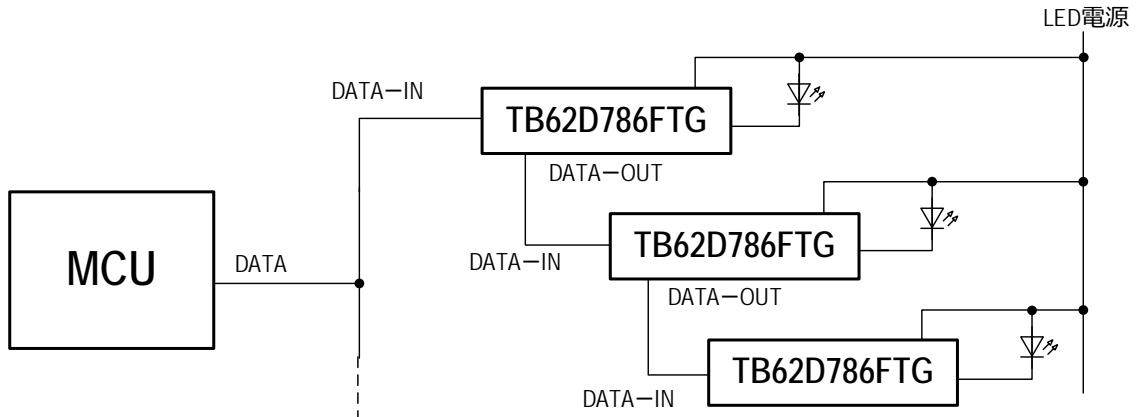 LED電源
DATA－IN
TB62D786FTG
DATA－OUT
TB62D786FTG
MCU
DATA
DATA－IN
DATA－OUT
TB62D786FTG
DATA－IN